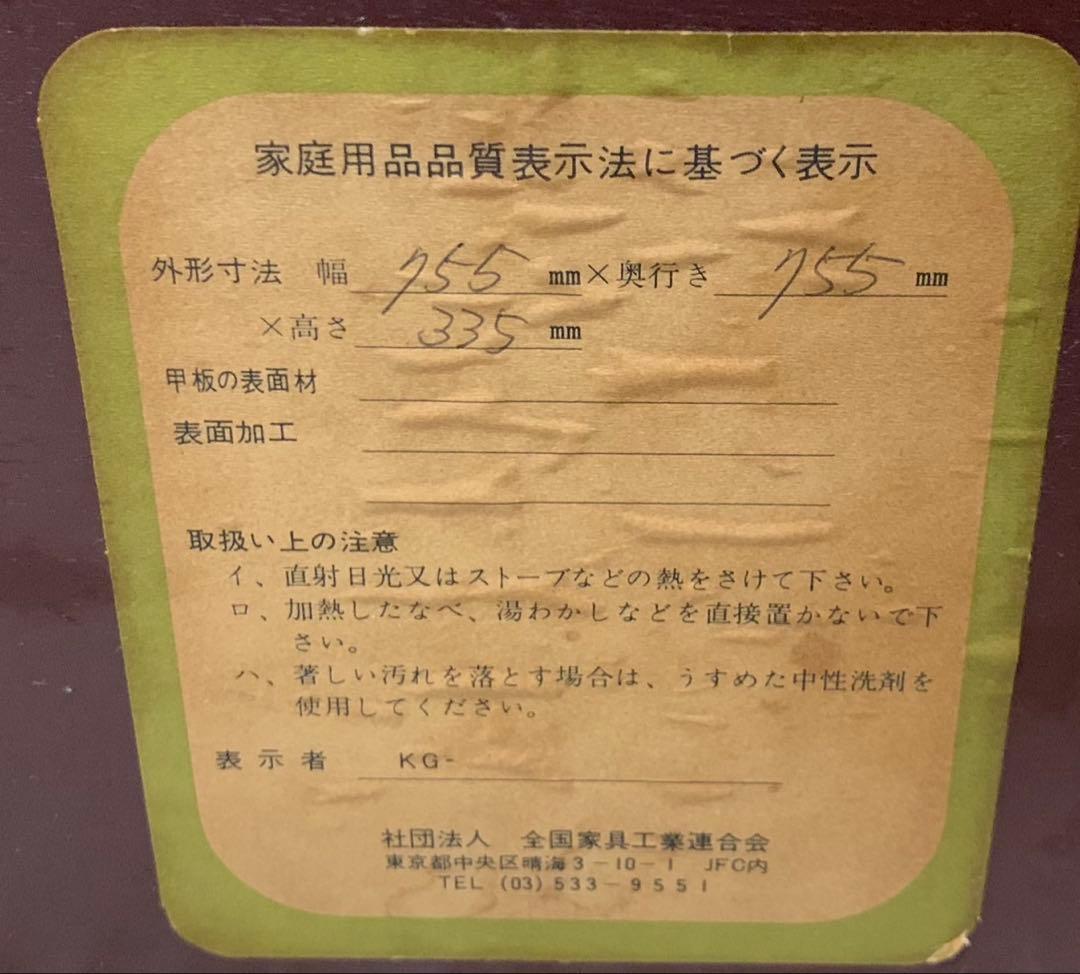 家庭用品品質表示法に基づく表示
外形寸法 幅 755 mm×奥行き 755 mm
×高さ 335 mm
甲板の表面材
表面加工
取扱い上の注意
イ、直射日光又はストーブなどの熱をさけて下さい。
ロ、加熱したなべ、湯わかしなどを直接置かないで下
さい。
ハ、著しい汚れを落とす場合は、うすめた中性洗剤を
使用してください。
表示者 KG-
社団法人 全国家具工業連合会
東京都中央区晴海3-10-1 JFC内
TEL (03) 533-9551